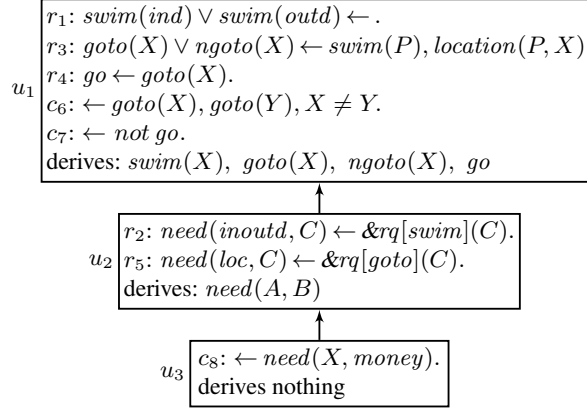 r₁: swim(ind) ∨ swim(outd) ← .
r₃: goto(X) ∨ ngoto(X) ← swim(P), location(P, X)
r₄: go ← goto(X).
u₁
c₆: ← goto(X), goto(Y), X ≠ Y.
c₇: ← not go.
derives: swim(X), goto(X), ngoto(X), go
r₂: need(inoutd, C) ← &rq[swim](C).
u₂ r₅: need(loc, C) ← &rq[goto](C).
derives: need(A, B)
c₈: ← need(X, money).
u₃
derives nothing